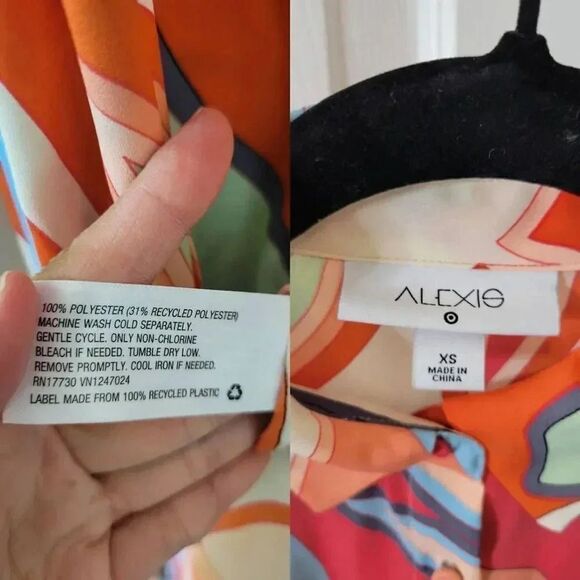 100% POLYESTER (31% RECYCLED POLYESTER)
MACHINE WASH COLD SEPARATELY.
GENTLE CYCLE. ONLY NON-CHLORINE
BLEACH IF NEEDED. TUMBLE DRY LOW.
REMOVE PROMPTLY. COOL IRON IF NEEDED.
RN17730 VN1247024
LABEL MADE FROM 100% RECYCLED PLASTIC
ALEXIS
XS
MADE IN
CHINA